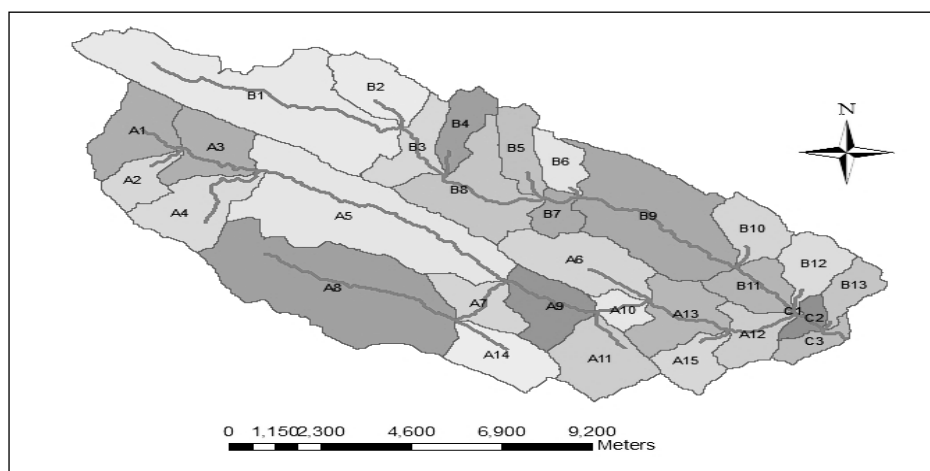 B1
B2
B4
A1
A3
B3
B5
B6
A2
B8
A4
A5
B7
B9
B10
A6
B12
A8
A7
A9
A10
A13
B11
B13
C1
C2
A14
A11
A15
A12
C3
N
0 1,150 2,300 4,600 6,900 9,200
Meters